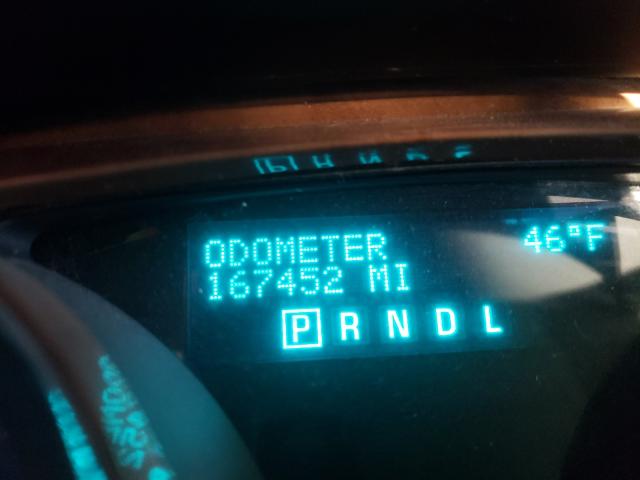 ODOMETER 46°F
167452 MI
P R N D L